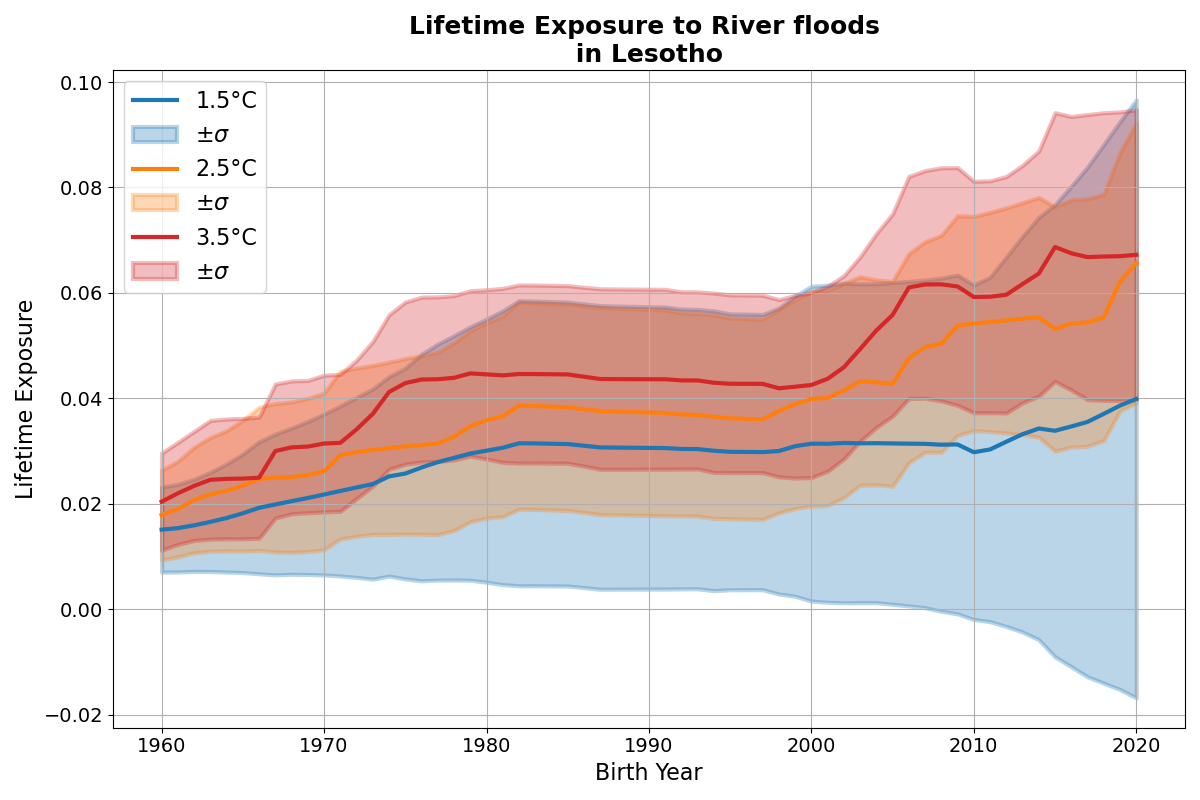 Lifetime Exposure to River floods
in Lesotho
1.5°C
±σ
2.5°C
±σ
3.5°C
±σ
Lifetime Exposure
0.10
0.08
0.06
0.04
0.02
0.00
−0.02
1960 1970 1980 1990 2000 2010 2020
Birth Year